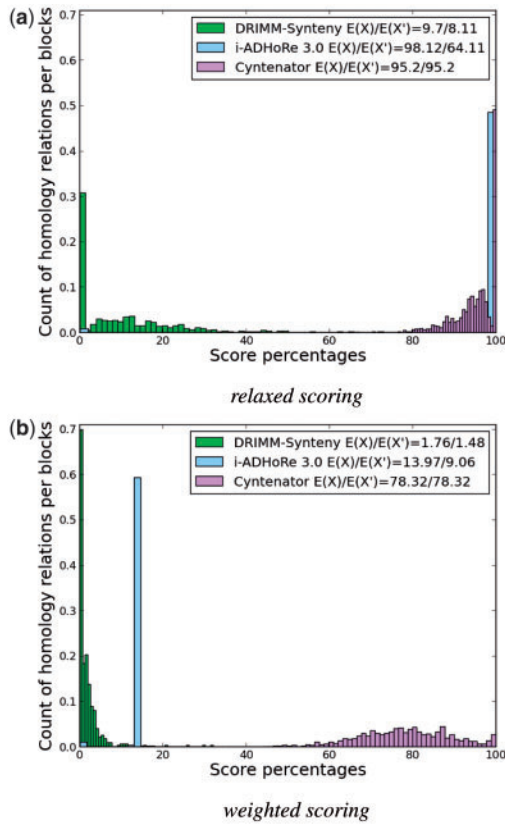 (a)
0.7
0.6
0.5
0.4
0.3
0.2
0.1
0.0
Count of homology relations per blocks
DRIMM-Synteny E(X)/E(X')=9.7/8.11
i-ADHoRe 3.0 E(X)/E(X')=98.12/64.11
Cyntenator E(X)/E(X')=95.2/95.2
0 20 40 60 80 100
Score percentages
relaxed scoring
(b)
0.7
0.6
0.5
0.4
0.3
0.2
0.1
0.0
Count of homology relations per blocks
DRIMM-Synteny E(X)/E(X')=1.76/1.48
i-ADHoRe 3.0 E(X)/E(X')=13.97/9.06
Cyntenator E(X)/E(X')=78.32/78.32
0 20 40 60 80 100
Score percentages
weighted scoring